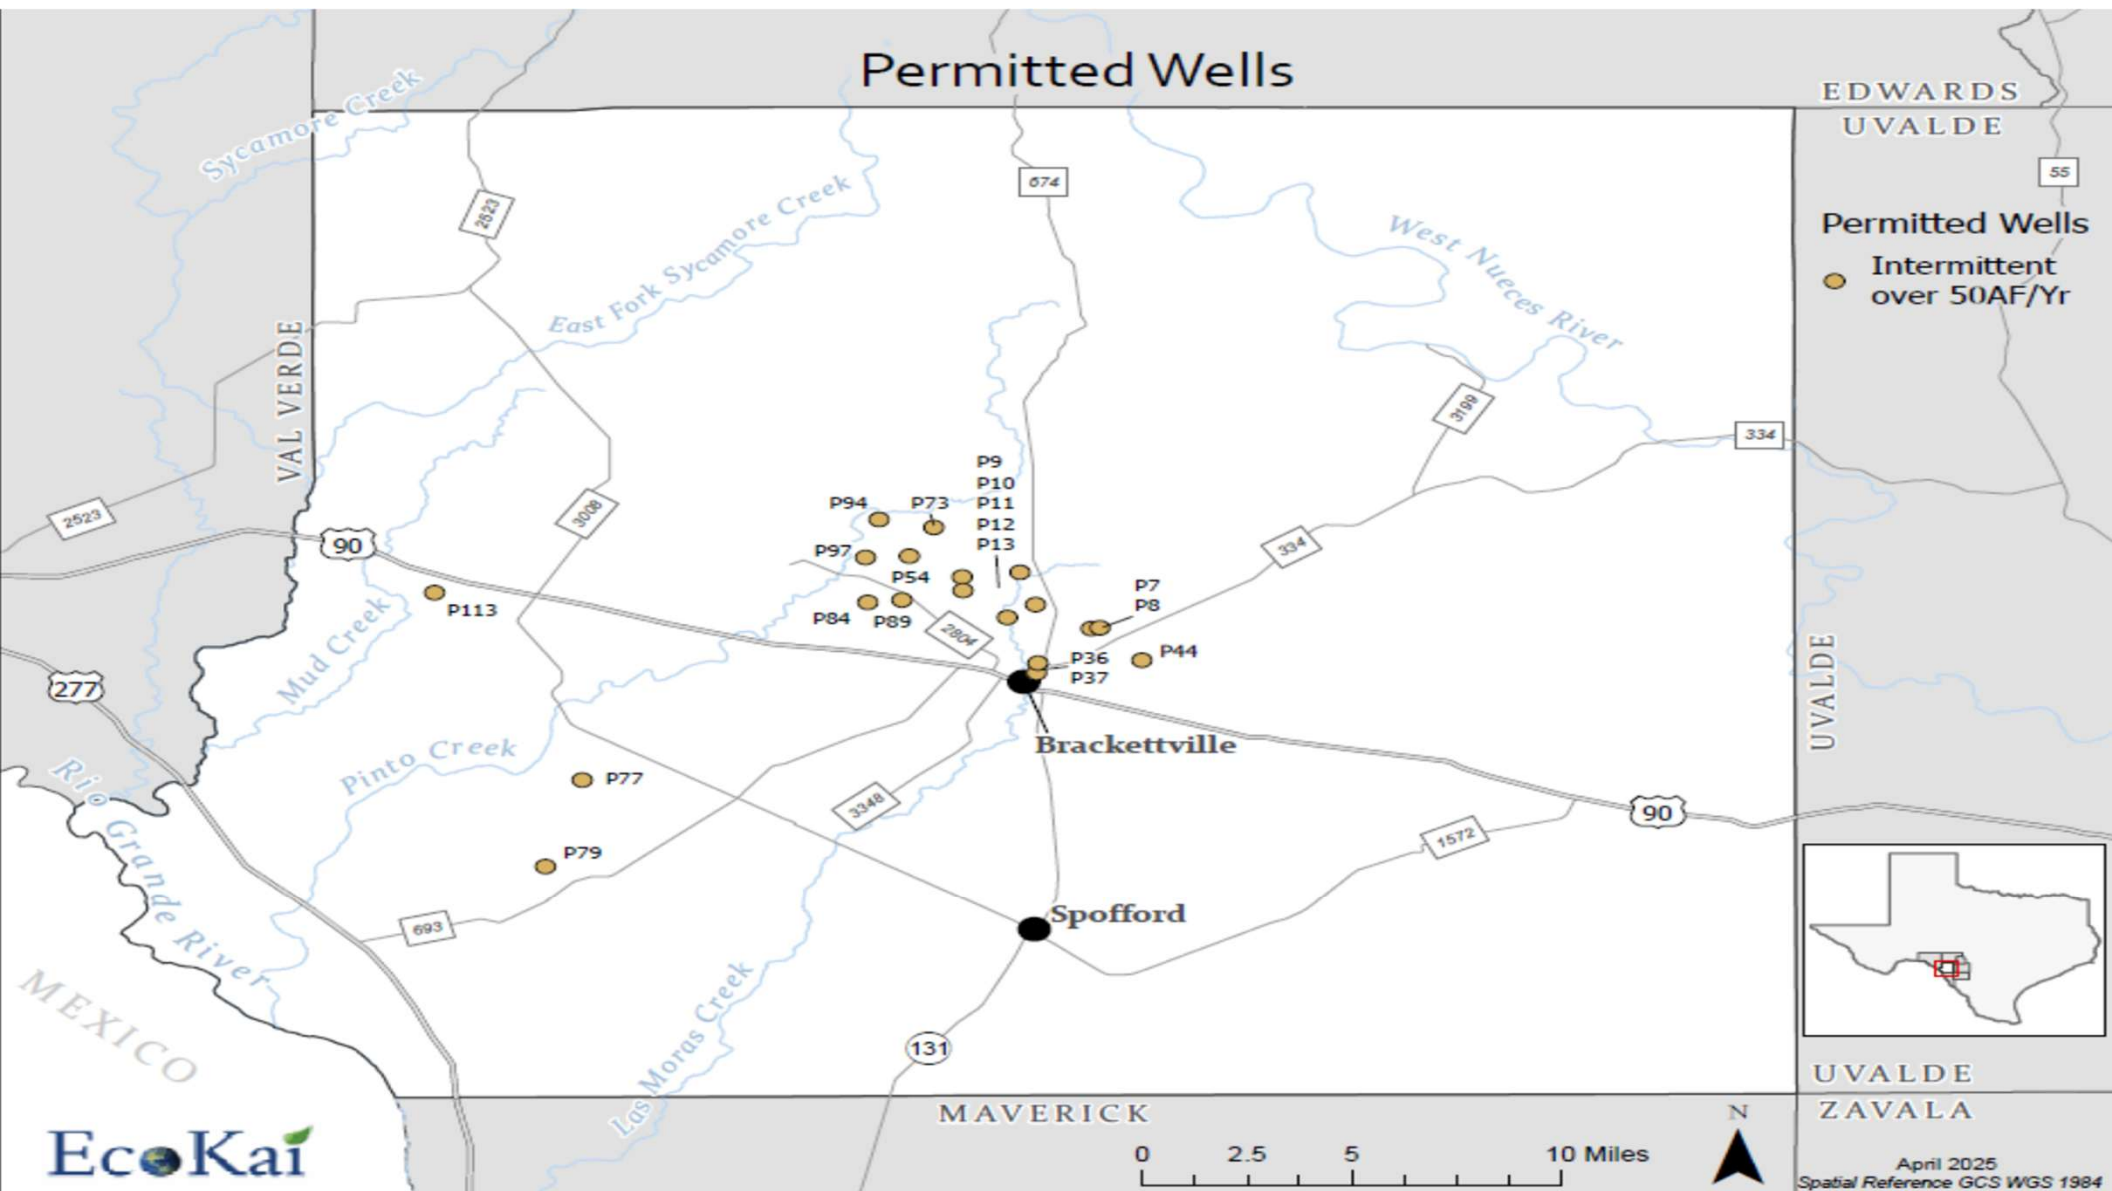 Permitted Wells
EDWARDS
UVALDE
Sycamore Creek
55
674
2523
East Fork Sycamore Creek
West Nueces River
Permitted Wells
Intermittent
over 50AF/Yr
VAL VERDE
3199
334
P9
P10
P11
P12
P13
P94
P73
2523
3008
90
P97
334
P54
P7
P8
P113
P84
P89
2804
P44
P36
P37
Mud Creek
277
UVALDE
Brackettville
Pinto Creek
P77
3348
90
1572
P79
Rio Grande River
Spofford
693
MEXICO
Las Moras Creek
131
UVALDE
MAVERICK
ZAVALA
N
EcoKai
0 2.5 5 10 Miles
April 2025
Spatial Reference GCS WGS 1984